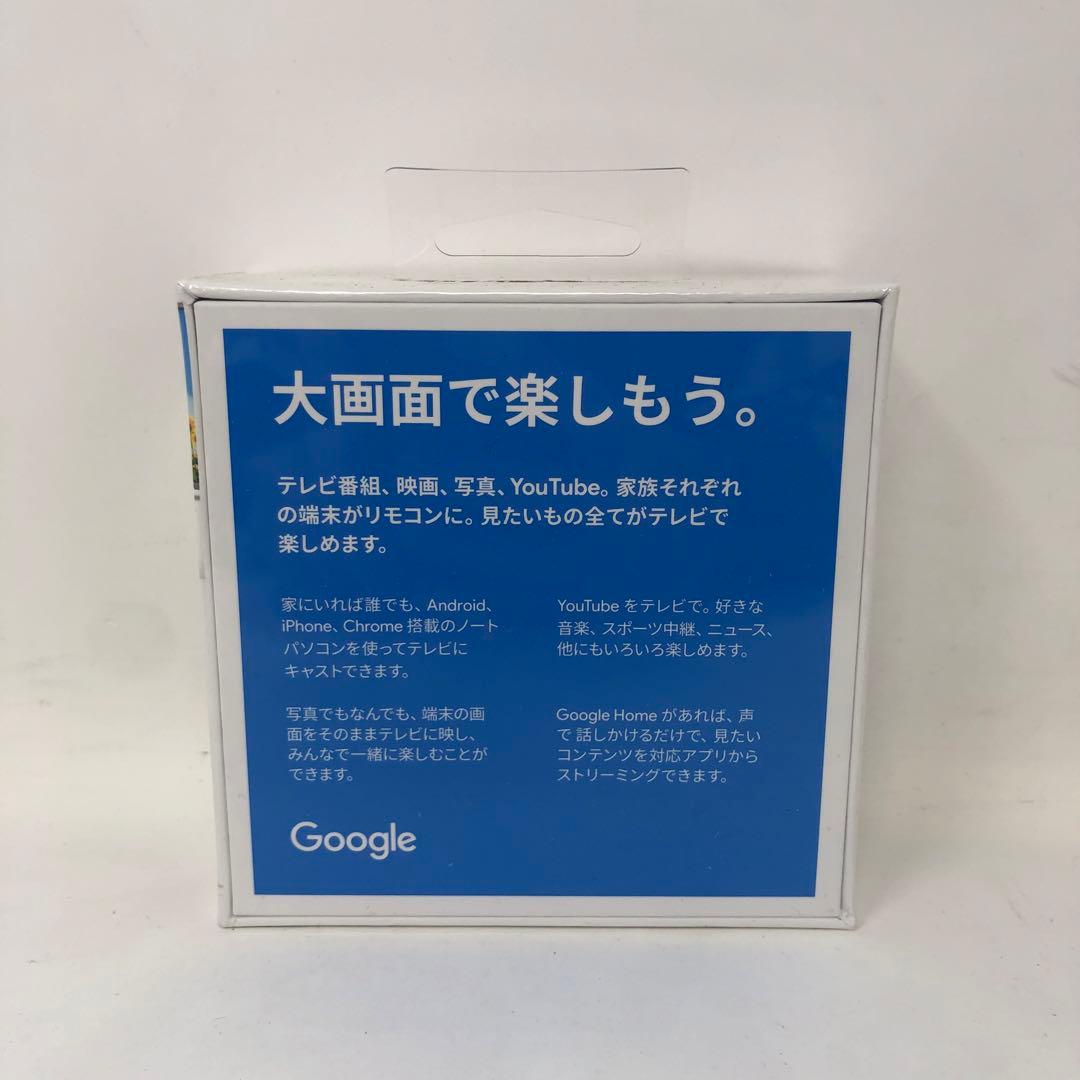 大画面で楽しもう。
テレビ番組、映画、写真、YouTube。家族それぞれ
の端末がリモコンに。見たいもの全てがテレビで
楽しめます。
家にいれば誰でも、Android、
iPhone、Chrome 搭載のノート
パソコンを使ってテレビに
キャストできます。
YouTube をテレビで。好きな
音楽、スポーツ中継、ニュース、
他にもいろいろ楽しめます。
写真でもなんでも、端末の画
面をそのままテレビに映し、
みんなで一緒に楽しむことが
できます。
Google Home があれば、声
で 話しかけるだけで、見たい
コンテンツを対応アプリから
ストリーミングできます。
Google